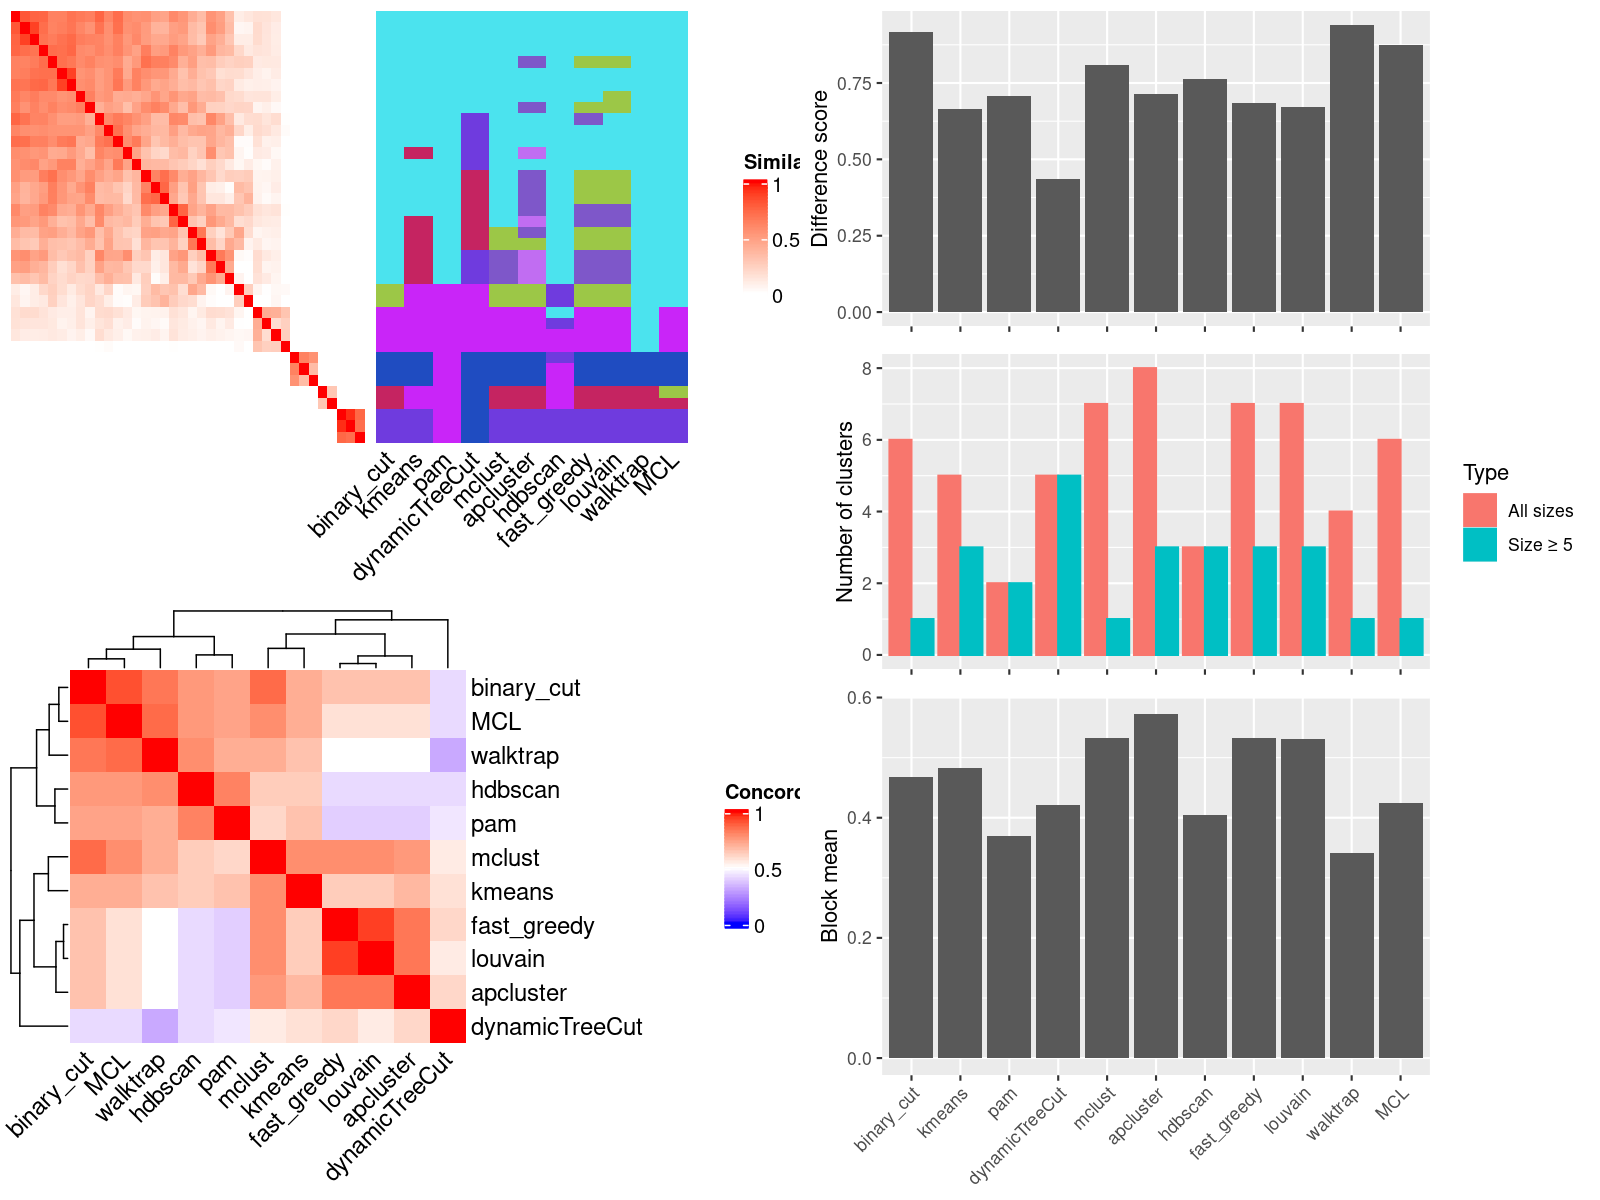 Simila
1
0.5
0
binary_cut
kmeans
pam
dynamicTreeCut
mclust
apcluster
hdbscan
fast_greedy
louvain
walktrap
MCL
binary_cut
MCL
walktrap
hdbscan
pam
mclust
kmeans
fast_greedy
louvain
apcluster
dynamicTreeCut
binary_cut
MCL
walktrap
hdbscan
pam
mclust
kmeans
fast_greedy
louvain
apcluster
dynamicTreeCut
Concord
1
0.5
0
Difference score
0.75
0.50
0.25
0.00
Number of clusters
8
6
4
2
0
Type
All sizes
Size ≥ 5
Block mean
0.6
0.4
0.2
0.0
binary_cut
kmeans
pam
dynamicTreeCut
mclust
apcluster
hdbscan
fast_greedy
louvain
walktrap
MCL